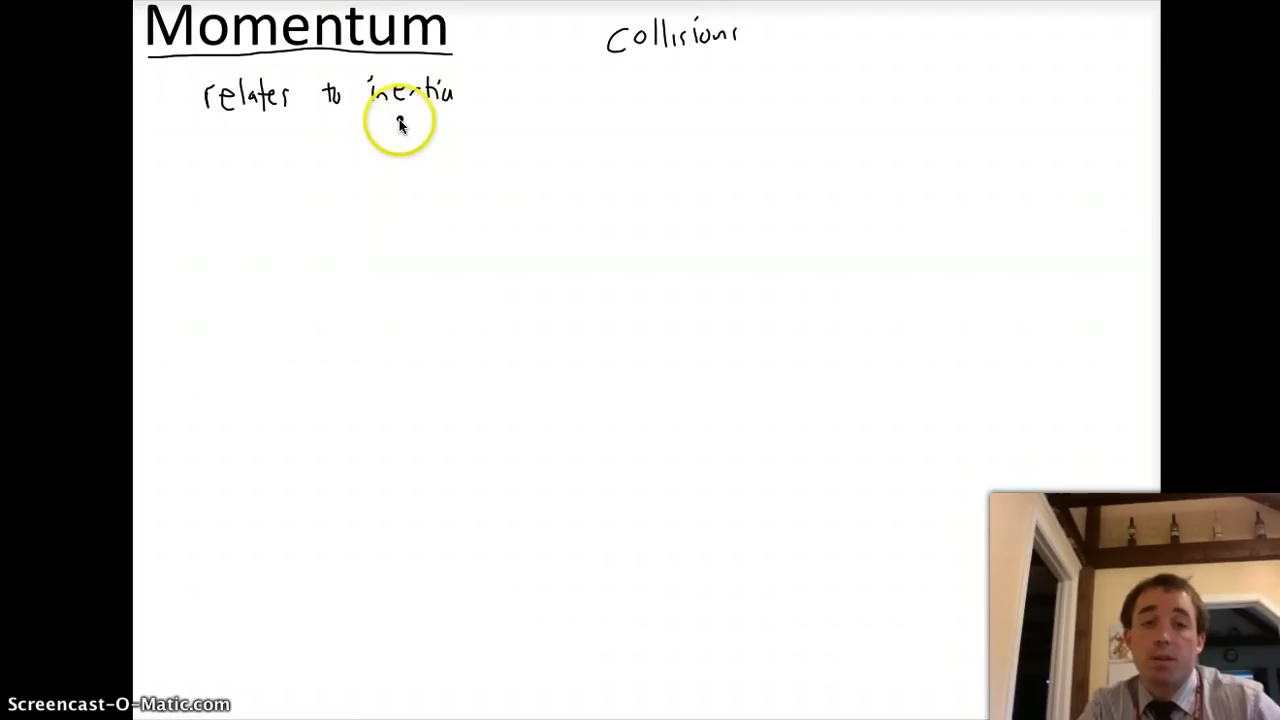 Momentum
collisions
relates to inertia
Screencast-O-Matic.com